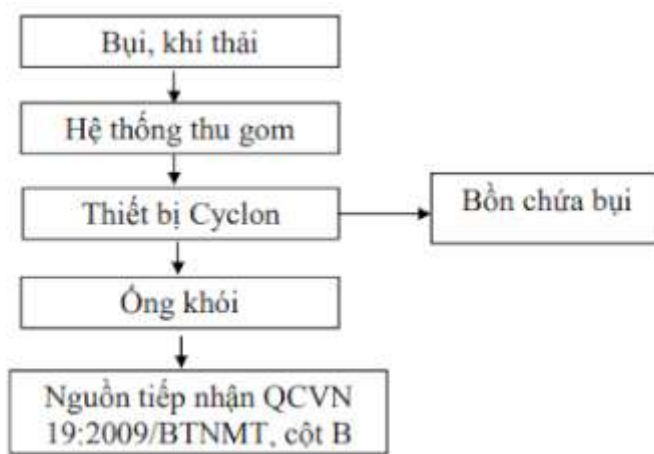 Bụi, khí thải
Hệ thống thu gom
Thiết bị Cyclon
Bồn chứa bụi
Ống khói
Nguồn tiếp nhận QCVN
19:2009/BTNMT, cột B